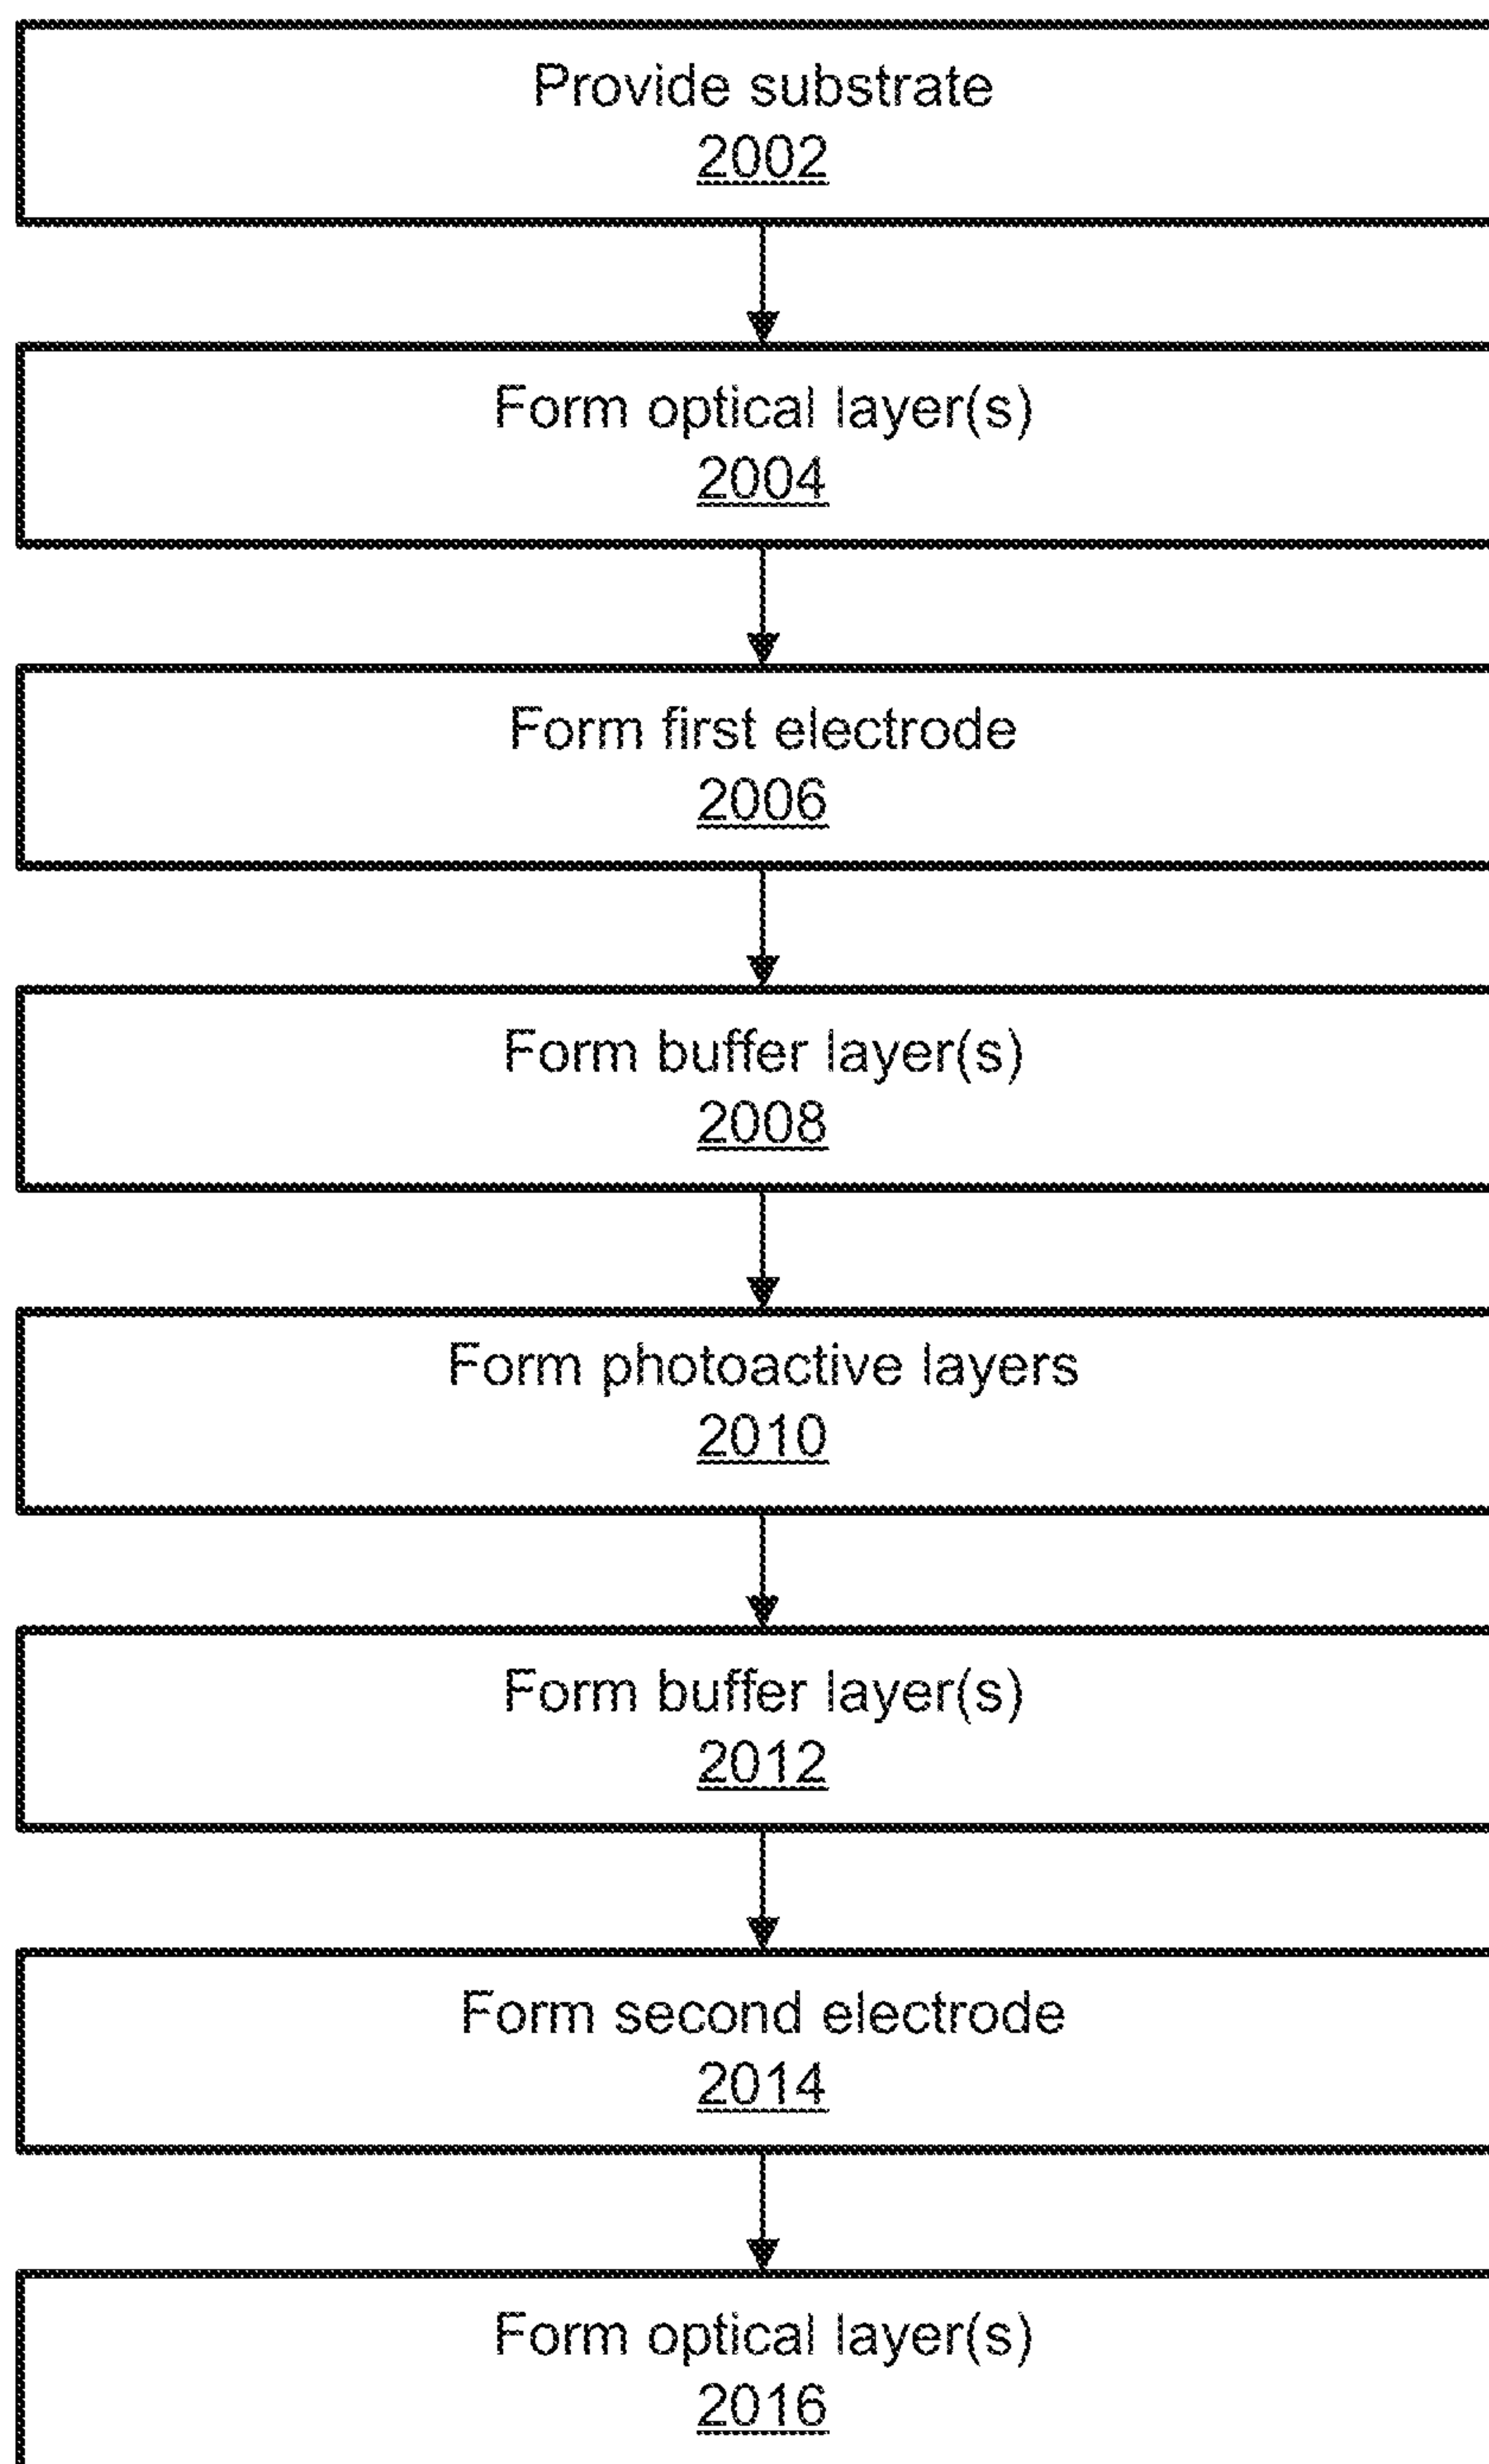 Provide substrate
2002
Form optical layer(s)
2004
Form first electrode
2006
Form buffer layer(s)
2008
Form photoactive layers
2010
Form buffer layer(s)
2012
Form second electrode
2014
Form optical layer(s)
2016